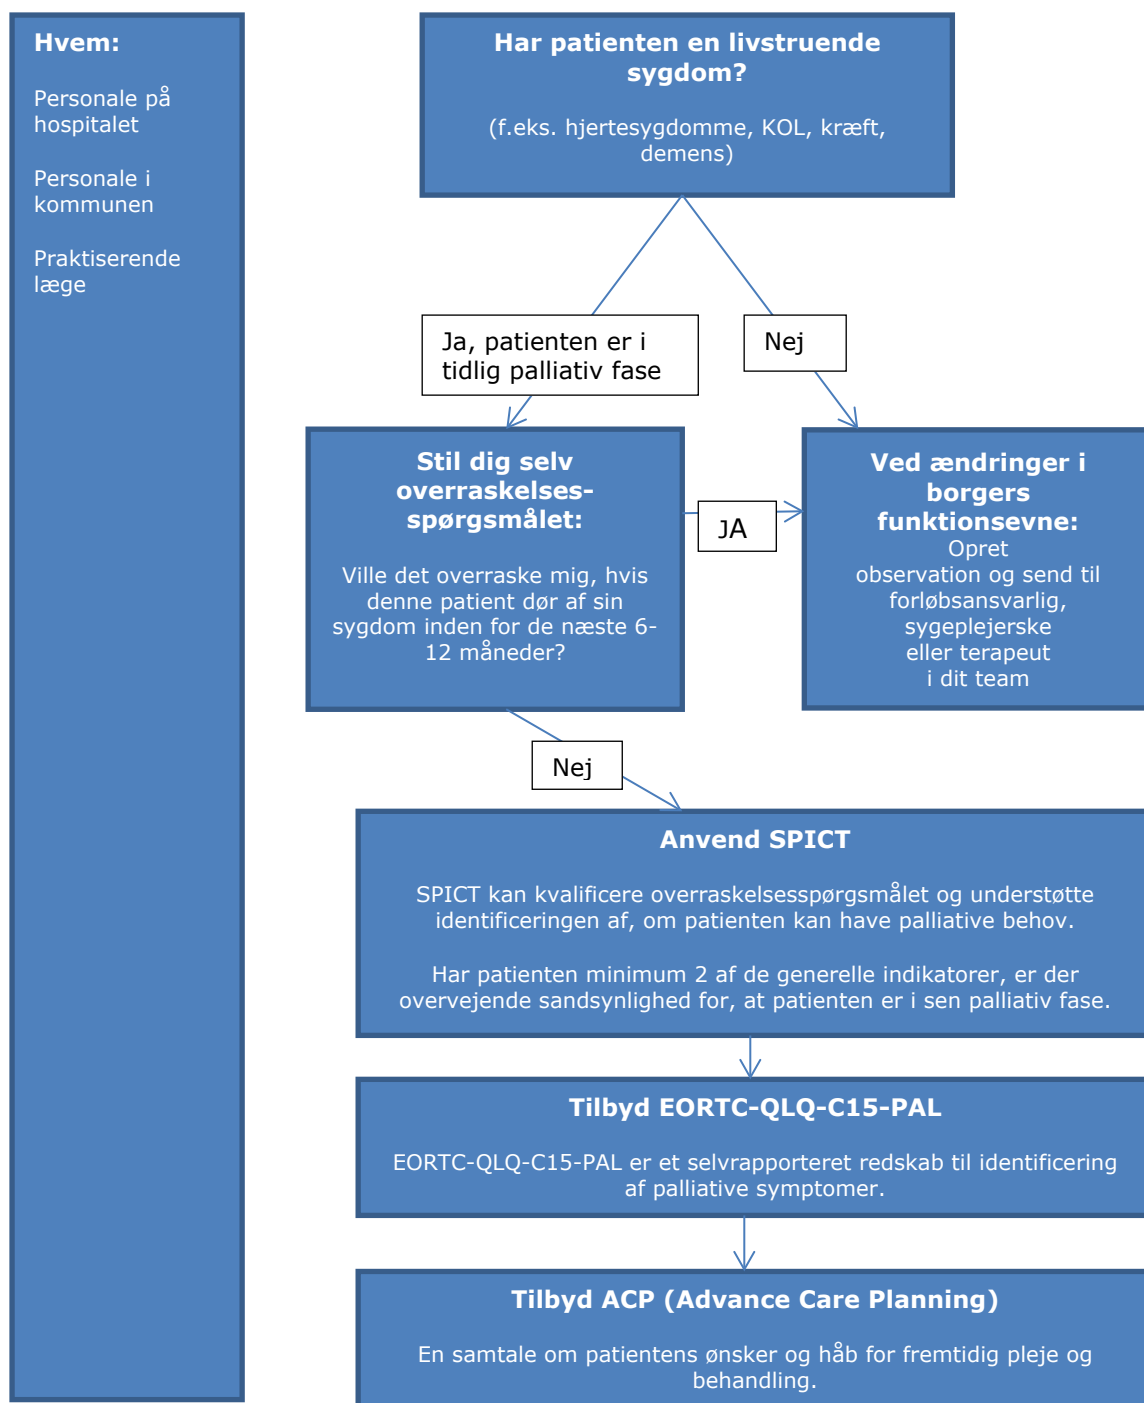 Hvem:
Personale på
hospitalet
Personale i
kommunen
Praktiserende
læge
Har patienten en livstruende
sygdom?
(f.eks. hjertesygdomme, KOL, kræft,
demens)
Ja, patienten er i
tidlig palliativ fase
Nej
Stil dig selv
overraskelses-
spørgsmålet:
Ville det overraske mig, hvis
denne patient dør af sin
sygdom inden for de næste 6-
12 måneder?
JA
Ved ændringer i
borgers
funktionsevne:
Opret
observation og send til
forløbsansvarlig,
sygeplejerske
eller terapeut
i dit team
Nej
Anvend SPICT
SPICT kan kvalificere overraskelsesspørgsmålet og understøtte
identificeringen af, om patienten kan have palliative behov.
Har patienten minimum 2 af de generelle indikatorer, er der
overvejende sandsynlighed for, at patienten er i sen palliativ fase.
Tilbyd EORTC-QLQ-C15-PAL
EORTC-QLQ-C15-PAL er et selvrapporteret redskab til identificering
af palliative symptomer.
Tilbyd ACP (Advance Care Planning)
En samtale om patientens ønsker og håb for fremtidig pleje og
behandling.